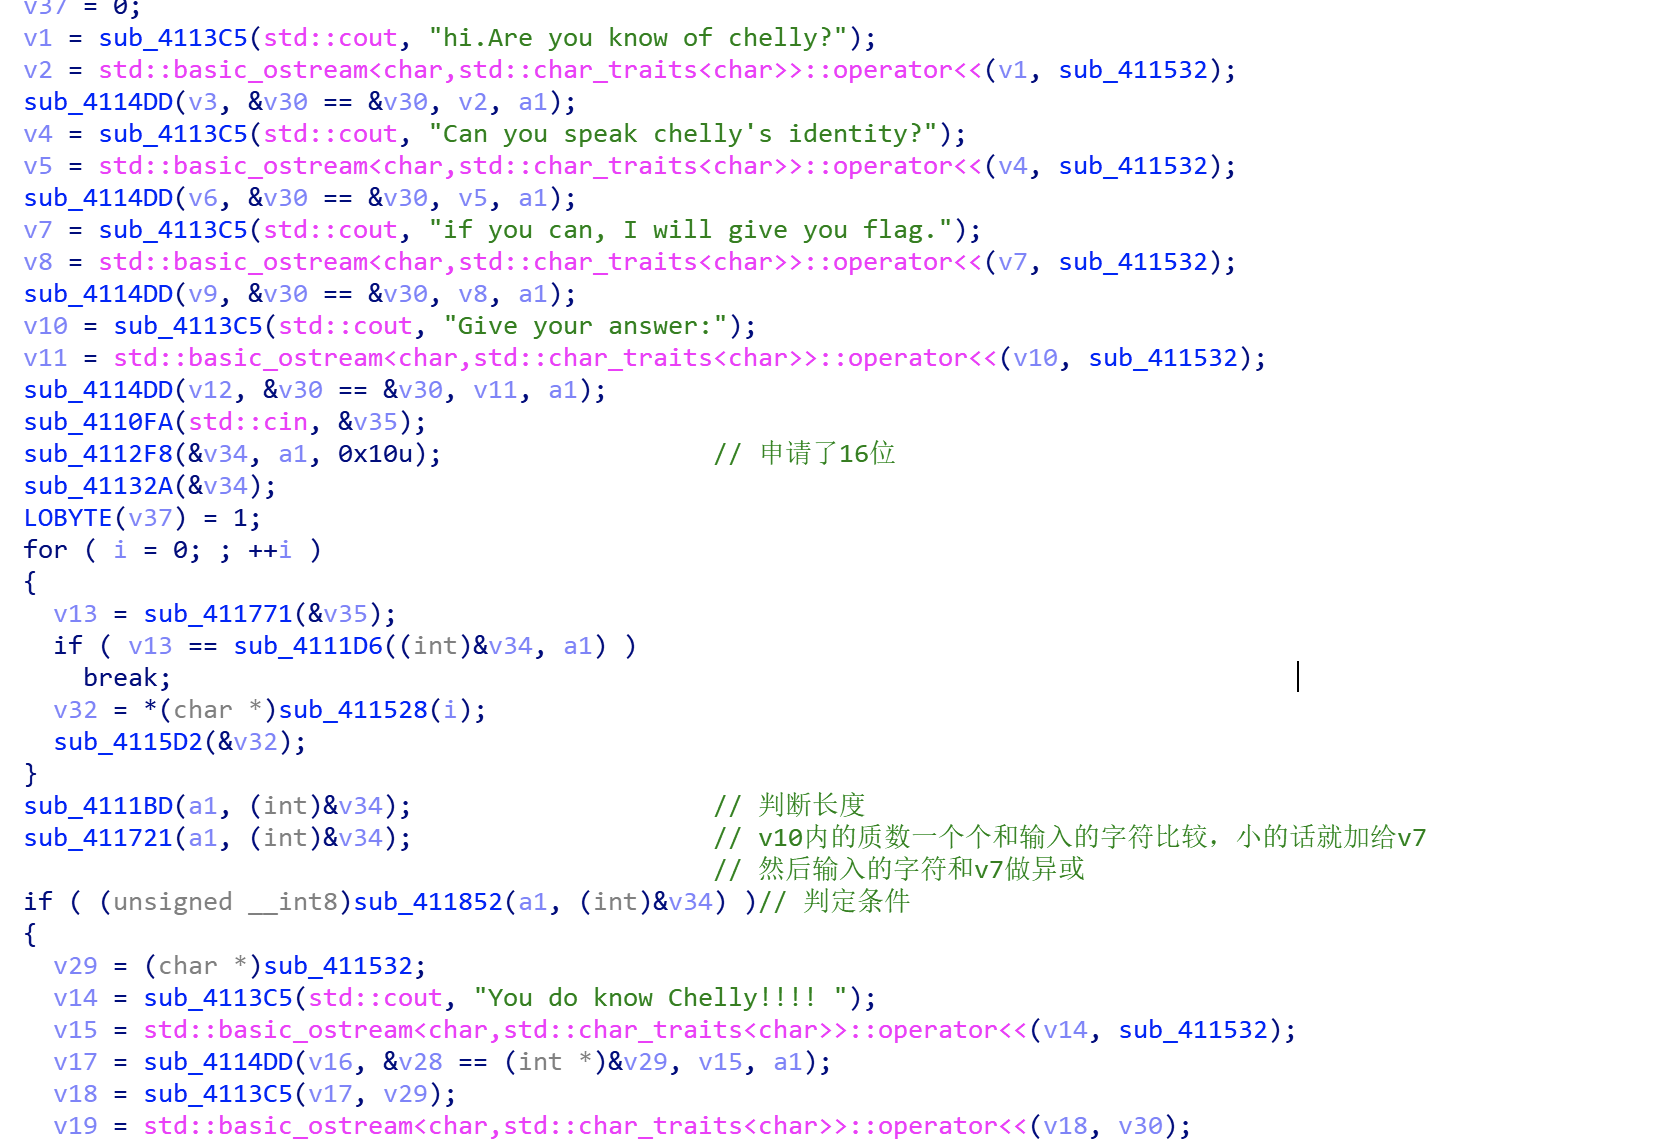 v37 = 0;
v1 = sub_4113C5(std::cout, "hi.Are you know of chelly?");
v2 = std::basic_ostream<char,std::char_traits<char>>::operator<<(v1, sub_411532);
sub_4114DD(v3, &v30 == &v30, v2, a1);
v4 = sub_4113C5(std::cout, "Can you speak chelly's identity?");
v5 = std::basic_ostream<char,std::char_traits<char>>::operator<<(v4, sub_411532);
sub_4114DD(v6, &v30 == &v30, v5, a1);
v7 = sub_4113C5(std::cout, "if you can, I will give you flag.");
v8 = std::basic_ostream<char,std::char_traits<char>>::operator<<(v7, sub_411532);
sub_4114DD(v9, &v30 == &v30, v8, a1);
v10 = sub_4113C5(std::cout, "Give your answer:");
v11 = std::basic_ostream<char,std::char_traits<char>>::operator<<(v10, sub_411532);
sub_4114DD(v12, &v30 == &v30, v11, a1);
sub_4110FA(std::cin, &v35);
sub_4112F8(&v34, a1, 0x10u); // 申请了16位
sub_41132A(&v34);
LOBYTE(v37) = 1;
for ( i = 0; ; ++i )
{
v13 = sub_411771(&v35);
if ( v13 == sub_4111D6((int)&v34, a1) )
break;
v32 = *(char *)sub_411528(i);
sub_4115D2(&v32);
}
sub_4111BD(a1, (int)&v34); // 判断长度
sub_411721(a1, (int)&v34); // v10内的质数一个个和输入的字符比较，小的话就加给v7
// 然后输入的字符和v7做异或
if ( (unsigned __int8)sub_411852(a1, (int)&v34) )// 判定条件
{
v29 = (char *)sub_411532;
v14 = sub_4113C5(std::cout, "You do know Chelly!!!! ");
v15 = std::basic_ostream<char,std::char_traits<char>>::operator<<(v14, sub_411532);
v17 = sub_4114DD(v16, &v28 == (int *)&v29, v15, a1);
v18 = sub_4113C5(v17, v29);
v19 = std::basic_ostream<char,std::char_traits<char>>::operator<<(v18, v30);